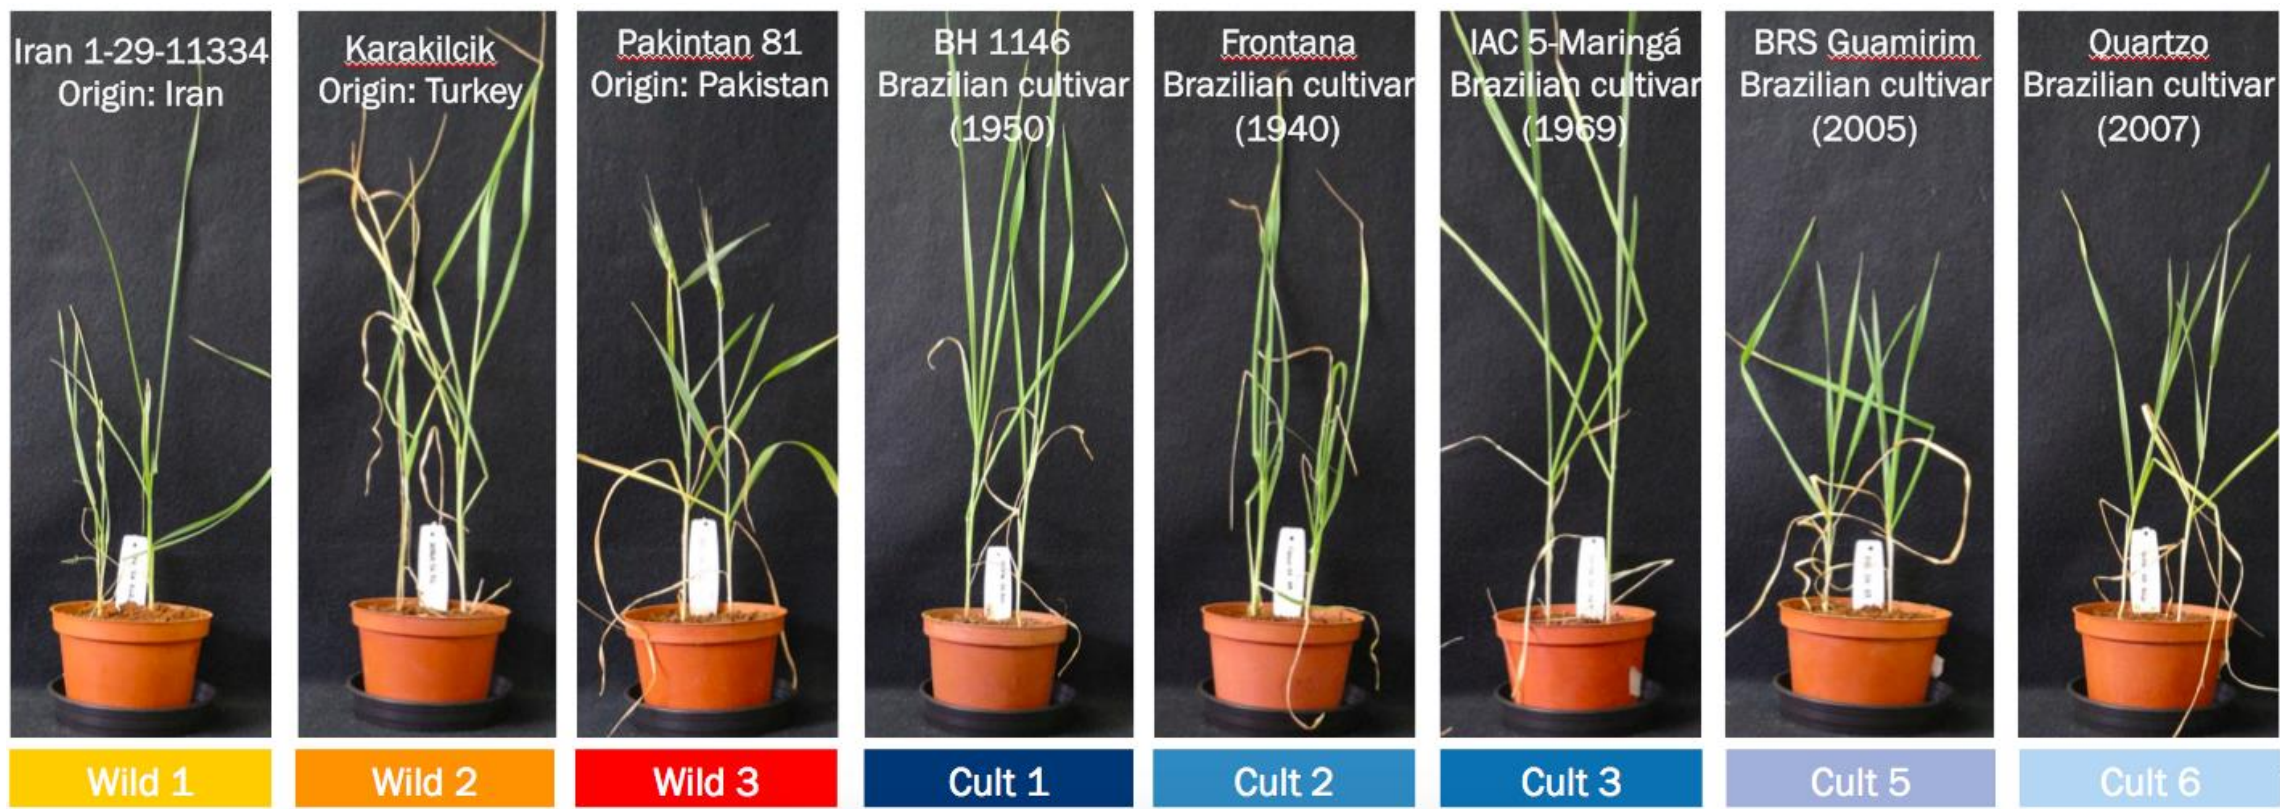 Iran 1-29-11334
Origin: Iran
Karakilcik
Origin: Turkey
Pakintan 81
Origin: Pakistan
BH 1146
Brazilian cultivar
(1950)
Frontana
Brazilian cultivar
(1940)
IAC 5-Maringá
Brazilian cultivar
(1969)
BRS Guamirim
Brazilian cultivar
(2005)
Quartzo
Brazilian cultivar
(2007)
Wild 1
Wild 2
Wild 3
Cult 1
Cult 2
Cult 3
Cult 5
Cult 6